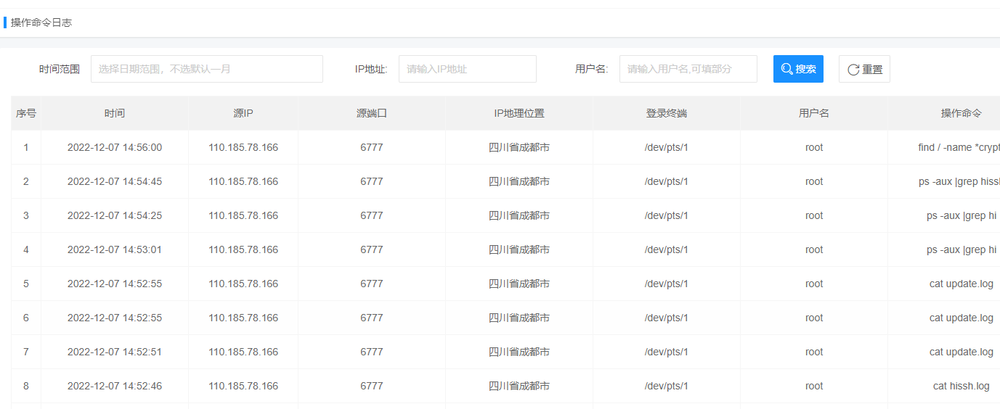 操作命令日志
时间范围 选择日期范围，不选默认一月 IP地址: 请输入IP地址 用户名: 请输入用户名,可填部分 搜索 重置
序号 时间 源IP 源端口 IP地理位置 登录终端 用户名 操作命令
1 2022-12-07 14:56:00 110.185.78.166 6777 四川省成都市 /dev/pts/1 root find / -name *crypt
2 2022-12-07 14:54:45 110.185.78.166 6777 四川省成都市 /dev/pts/1 root ps -aux |grep hiss
3 2022-12-07 14:54:25 110.185.78.166 6777 四川省成都市 /dev/pts/1 root ps -aux |grep hi
4 2022-12-07 14:53:01 110.185.78.166 6777 四川省成都市 /dev/pts/1 root ps -aux |grep hi
5 2022-12-07 14:52:55 110.185.78.166 6777 四川省成都市 /dev/pts/1 root cat update.log
6 2022-12-07 14:52:55 110.185.78.166 6777 四川省成都市 /dev/pts/1 root cat update.log
7 2022-12-07 14:52:51 110.185.78.166 6777 四川省成都市 /dev/pts/1 root cat update.log
8 2022-12-07 14:52:46 110.185.78.166 6777 四川省成都市 /dev/pts/1 root cat hissh.log